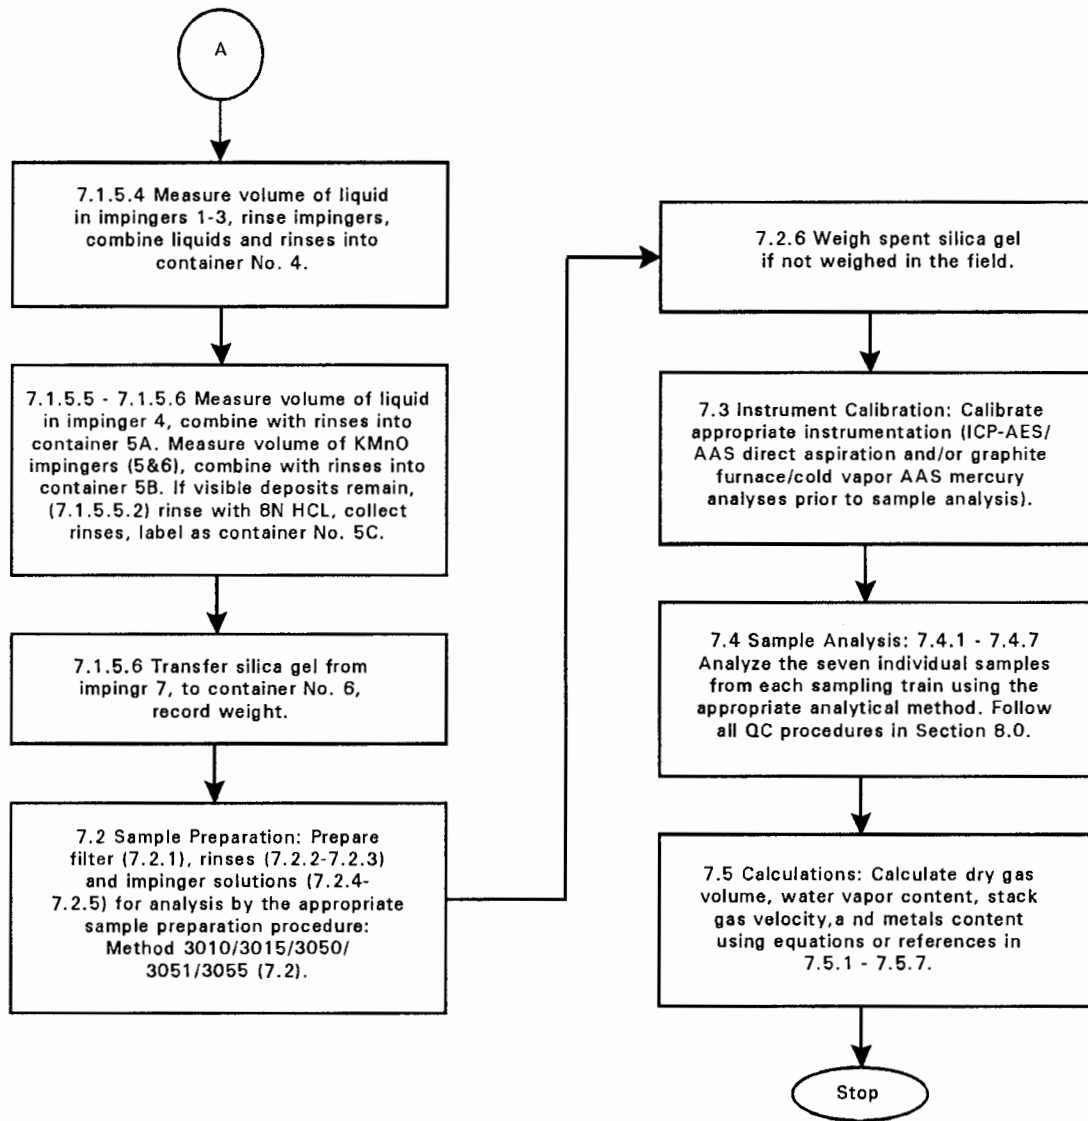 A
7.1.5.4 Measure volume of liquid
in impingers 1-3, rinse impingers,
combine liquids and rinses into
container No. 4.
7.1.5.5 - 7.1.5.6 Measure volume of liquid
in impinger 4, combine with rinses into
container 5A. Measure volume of KMnO
impingers (5&6), combine with rinses into
container 5B. If visible deposits remain,
(7.1.5.5.2) rinse with 8N HCL, collect
rinses, label as container No. 5C.
7.1.5.6 Transfer silica gel from
impingr 7, to container No. 6,
record weight.
7.2 Sample Preparation: Prepare
filter (7.2.1), rinses (7.2.2-7.2.3)
and impinger solutions (7.2.4-
7.2.5) for analysis by the appropriate
sample preparation procedure:
Method 3010/3015/3050/
3051/3055 (7.2).
7.2.6 Weigh spent silica gel
if not weighed in the field.
7.3 Instrument Calibration: Calibrate
appropriate instrumentation (ICP-AES/
AAS direct aspiration and/or graphite
furnace/cold vapor AAS mercury
analyses prior to sample analysis).
7.4 Sample Analysis: 7.4.1 - 7.4.7
Analyze the seven individual samples
from each sampling train using the
appropriate analytical method. Follow
all QC procedures in Section 8.0.
7.5 Calculations: Calculate dry gas
volume, water vapor content, stack
gas velocity,a nd metals content
using equations or references in
7.5.1 - 7.5.7.
Stop